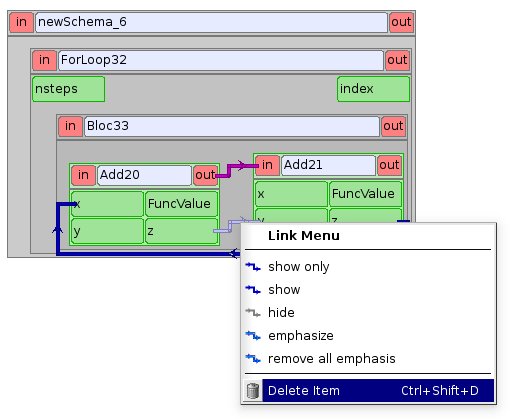 in newSchema_6 out
in ForLoop32 out
nsteps index
in Bloc33 out
in Add20 out
in Add21 out
x FuncValue
x FuncValue
y z
y z
Link Menu
show only
show
hide
emphasize
remove all emphasis
Delete Item Ctrl+Shift+D